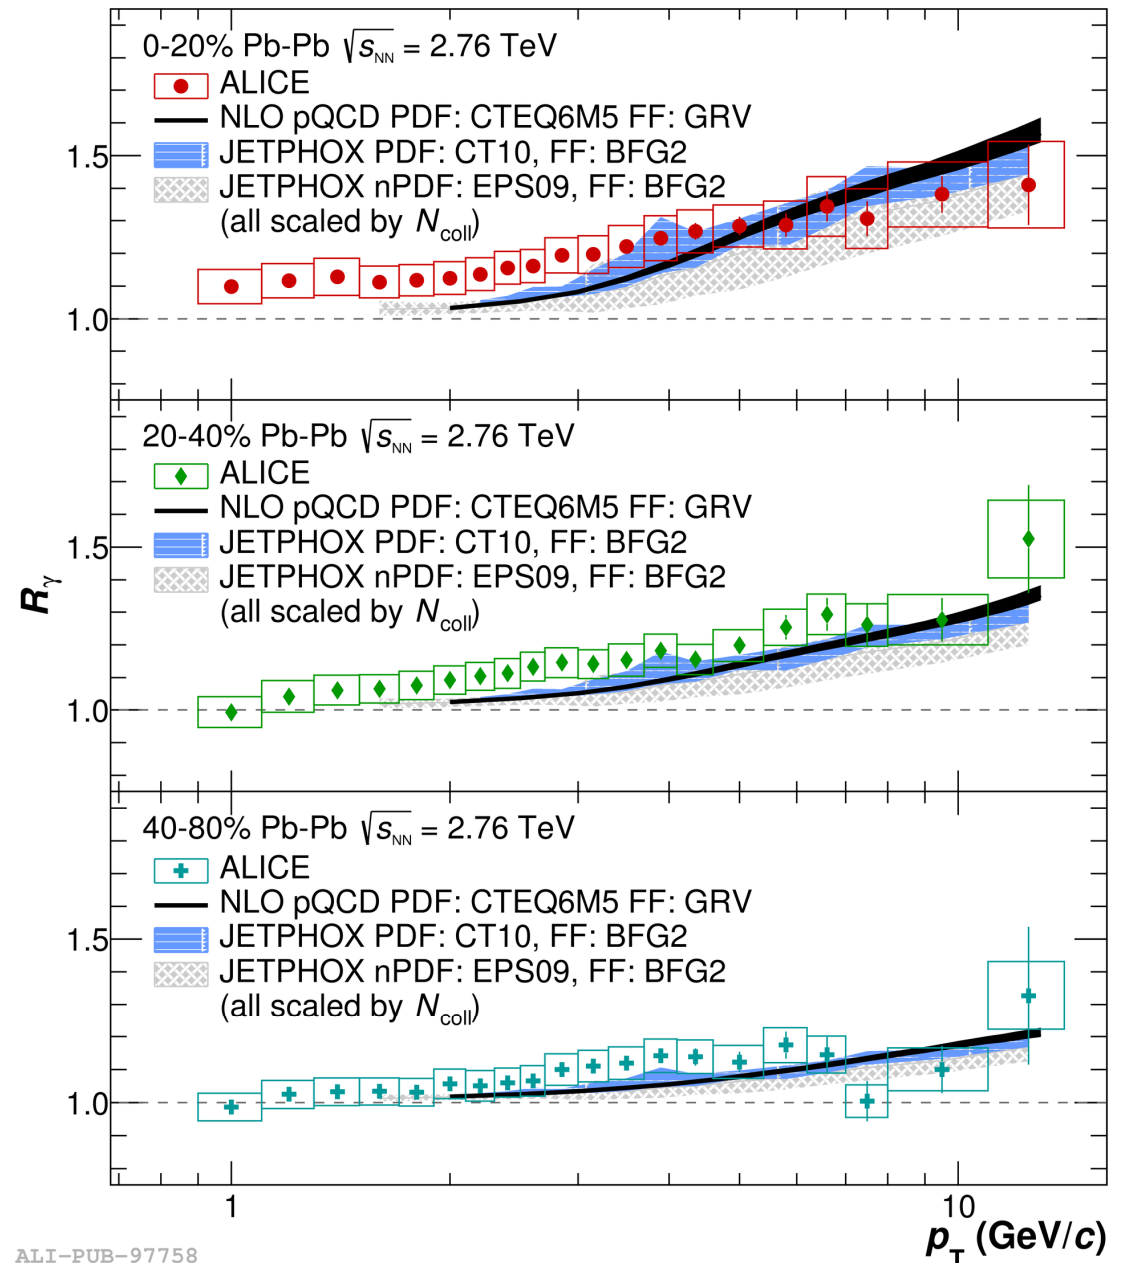 0-20% Pb-Pb √sNN = 2.76 TeV
ALICE
NLO pQCD PDF: CTEQ6M5 FF: GRV
JETPHOX PDF: CT10, FF: BFG2
JETPHOX nPDF: EPS09, FF: BFG2
(all scaled by Ncoll)
1.5
1.0
20-40% Pb-Pb √sNN = 2.76 TeV
ALICE
NLO pQCD PDF: CTEQ6M5 FF: GRV
JETPHOX PDF: CT10, FF: BFG2
JETPHOX nPDF: EPS09, FF: BFG2
(all scaled by Ncoll)
1.5
1.0
Rγ
40-80% Pb-Pb √sNN = 2.76 TeV
ALICE
NLO pQCD PDF: CTEQ6M5 FF: GRV
JETPHOX PDF: CT10, FF: BFG2
JETPHOX nPDF: EPS09, FF: BFG2
(all scaled by Ncoll)
1.5
1.0
1 10
pT (GeV/c)
ALI-PUB-97758